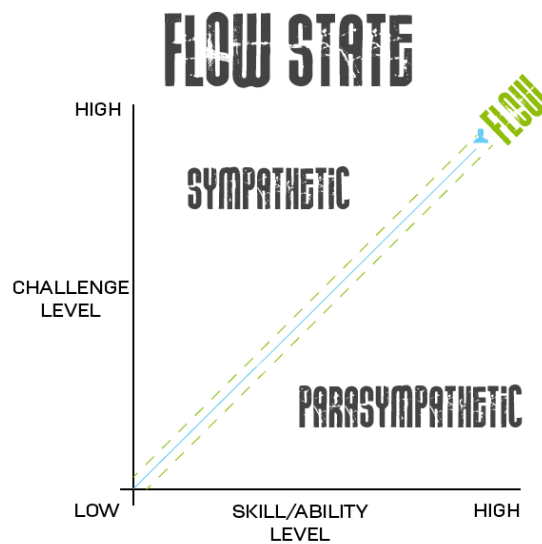 FLOW STATE
HIGH
FLOW
SYMPATHETIC
CHALLENGE
LEVEL
PARASYMPATHETIC
LOW
SKILL/ABILITY
LEVEL
HIGH